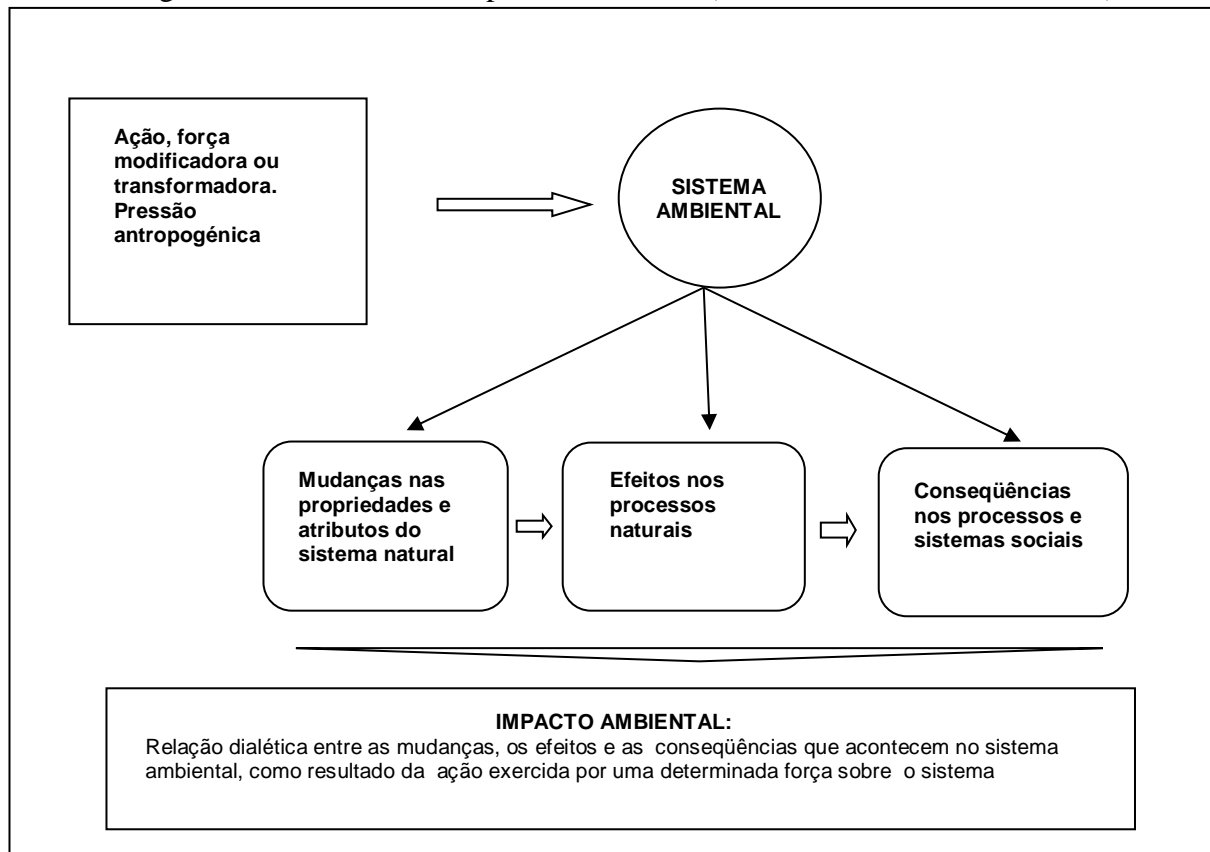 Ação, força
modificadora ou
transformadora.
Pressão
antropogénica
SISTEMA
AMBIENTAL
Mudanças nas
propriedades e
atributos do
sistema natural
Efeitos nos
processos
naturais
Conseqüências
nos processos e
sistemas sociais
IMPACTO AMBIENTAL:
Relação dialética entre as mudanças, os efeitos e as conseqüências que acontecem no sistema
ambiental, como resultado da ação exercida por uma determinada força sobre o sistema